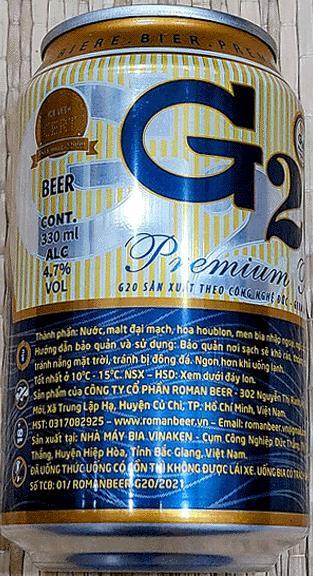 BIÈRE.BIER.PREM
BEER
G20
CONT.
330 ml
ALC
4.7%
VOL
Premium
G20 SẢN XUẤT THEO CÔNG NGHỆ ĐỨC
Thành phần: Nước, malt đại mạch, hoa houblon, men bia nhập ngoại
Hướng dẫn bảo quản và sử dụng: Bảo quản nơi sạch sẽ khô ráo,
tránh nắng mặt trời, tránh bị đông đá. Ngon hơn khi uống lạnh.
Tốt nhất ở 10°C - 15°C. NSX – HSD: Xem dưới đáy lon.
Sản phẩm của CÔNG TY CỔ PHẦN ROMAN BEER - 302 Nguyễn Thị
Mới, Xã Trung Lập Hạ, Huyện Củ Chi, TP. Hồ Chí Minh, Việt Nam.
MST: 0317082925 – www.romanbeer.vn – Email: romanbeer.vn
Sản xuất tại: NHÀ MÁY BIA VINAKEN - Cụm Công Nghiệp Đức Thắng,
Thắng, Huyện Hiệp Hòa, Tỉnh Bắc Giang, Việt Nam.
ĐÃ UỐNG THỨC UỐNG CÓ CỒN THÌ KHÔNG ĐƯỢC LÁI XE. UỐNG BIA CÓ TRÁCH
Số TCB: 01/ ROMANBEER-G20/2021